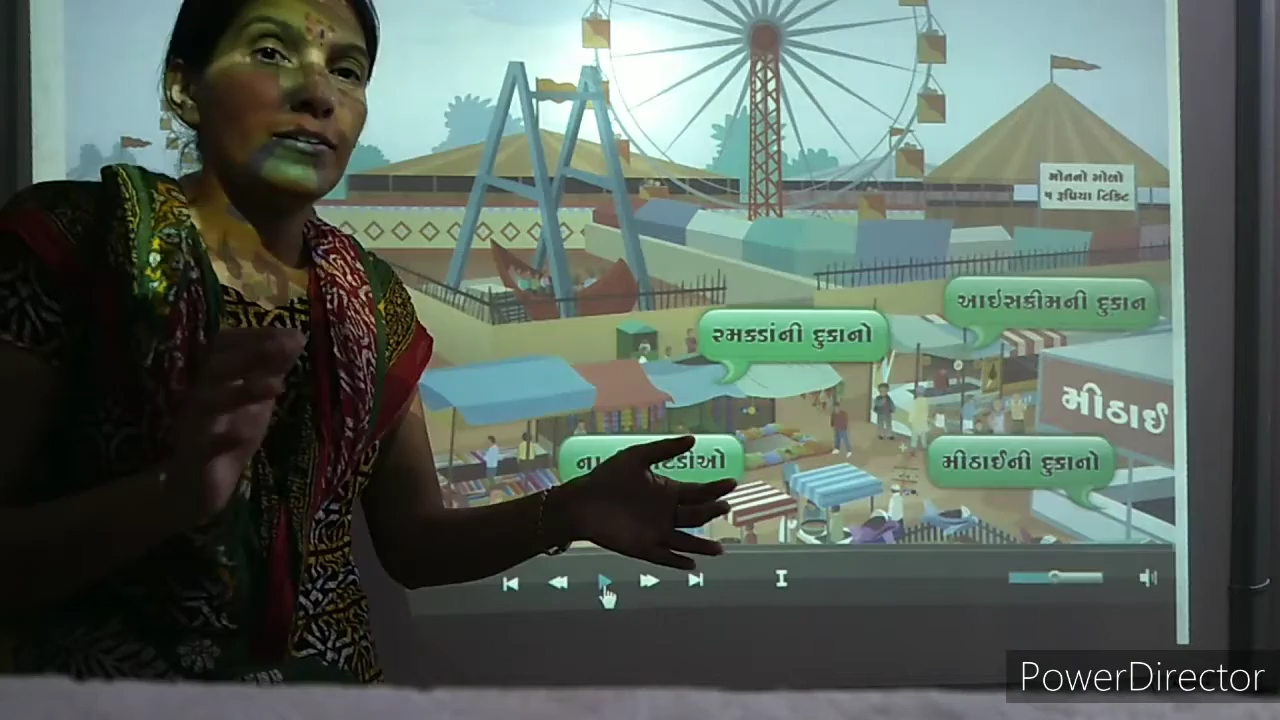 મોતનો ગોલો
૫ રૂપિયા ટિકિટ
આઇસક્રીમની દુકાન
રમકડાંની દુકાનો
મીઠાઈ
મીઠાઈની દુકાનો
PowerDirector